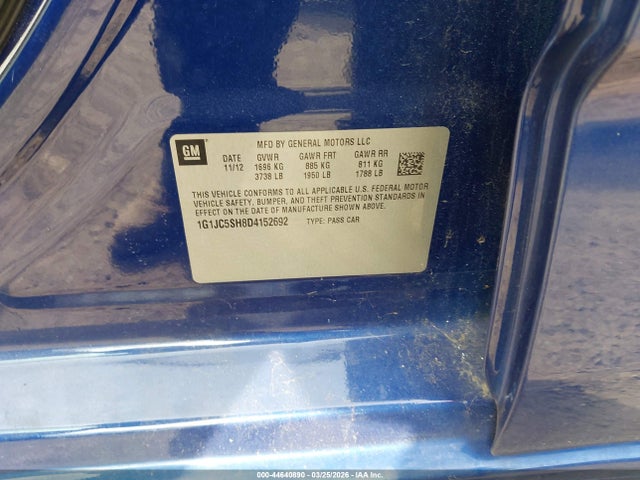 GM
MFD BY GENERAL MOTORS LLC
DATE GVWR GAWR FRT GAWR RR
11/12 1696 KG 885 KG 811 KG
3738 LB 1950 LB 1788 LB
THIS VEHICLE CONFORMS TO ALL APPLICABLE U.S. FEDERAL MOTOR
VEHICLE SAFETY, BUMPER, AND THEFT PREVENTION STANDARDS IN
EFFECT ON THE DATE OF MANUFACTURE SHOWN ABOVE.
1G1JC5SH8D4152692 TYPE: PASS CAR
000-44640890 03/25/2026 - IAA Inc.